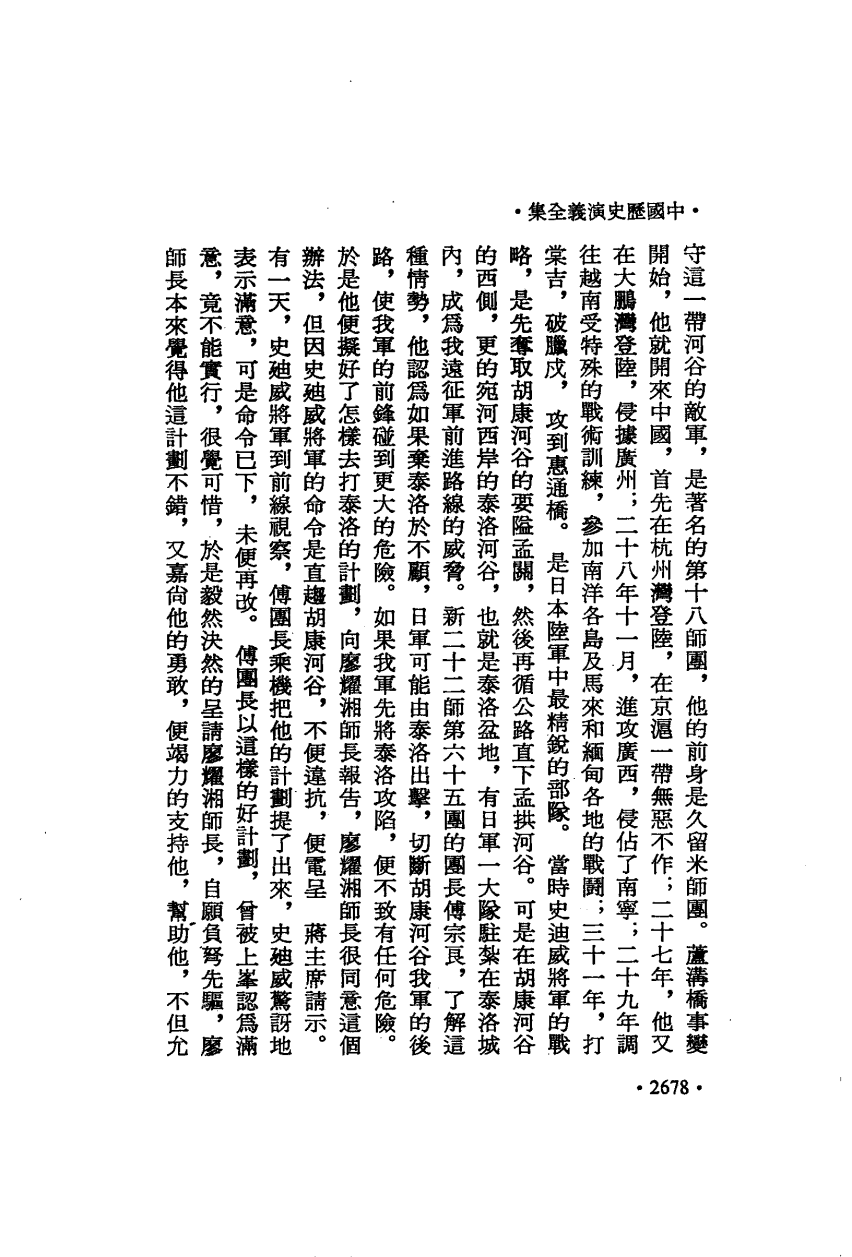 •中國歷史演義全集•
守這一帶河谷的敵軍，是著名的第十八師團，他的前身是久留米師團。蘆溝橋事變
開始，他就開來中國，首先在杭州灣登陸，在京滬一帶無惡不作；二十七年，他又
在大鵬灣登陸，侵據廣州；二十八年十一月，進攻廣西，侵佔了南寧；二十九年調
往越南受特殊的戰術訓練，參加南洋各島及馬來和緬甸各地的戰鬪；三十一年，打
棠吉，破臘戍，攻到惠通橋。是日本陸軍中最精銳的部隊。當時史迪威將軍的戰
略，是先奪取胡康河谷的要隘孟關，然後再循公路直下孟拱河谷。可是在胡康河谷
的西側，更的宛河西岸的泰洛河谷，也就是泰洛盆地，有日軍一大隊駐紮在泰洛城
內，成爲我遠征軍前進路線的威脅。新二十二師第六十五團的團長傅宗良，了解這
種情勢，他認爲如果棄泰洛於不顧，日軍可能由泰洛出擊，切斷胡康河谷我軍的後
路，使我軍的前鋒碰到更大的危險。如果我軍先將泰洛攻陷，便不致有任何危險。
於是他便擬好了怎樣去打泰洛的計劃，向廖耀湘師長報告，廖耀湘師長很同意這個
辦法，但因史廸威將軍的命令是直趨胡康河谷，不便違抗，便電呈　蔣主席請示。
有一天，史廸威將軍到前線視察，傅團長乘機把他的計劃提了出來，史廸威驚訝地
表示滿意，可是命令已下，未便再改。傅團長以這樣的好計劃，曾被上峯認爲滿
意，竟不能實行，很覺可惜，於是毅然決然的呈請廖耀湘師長，自願負弩先驅，廖
師長本來覺得他這計劃不錯，又嘉尙他的勇敢，便竭力的支持他，幫助他，不但允
•2678•